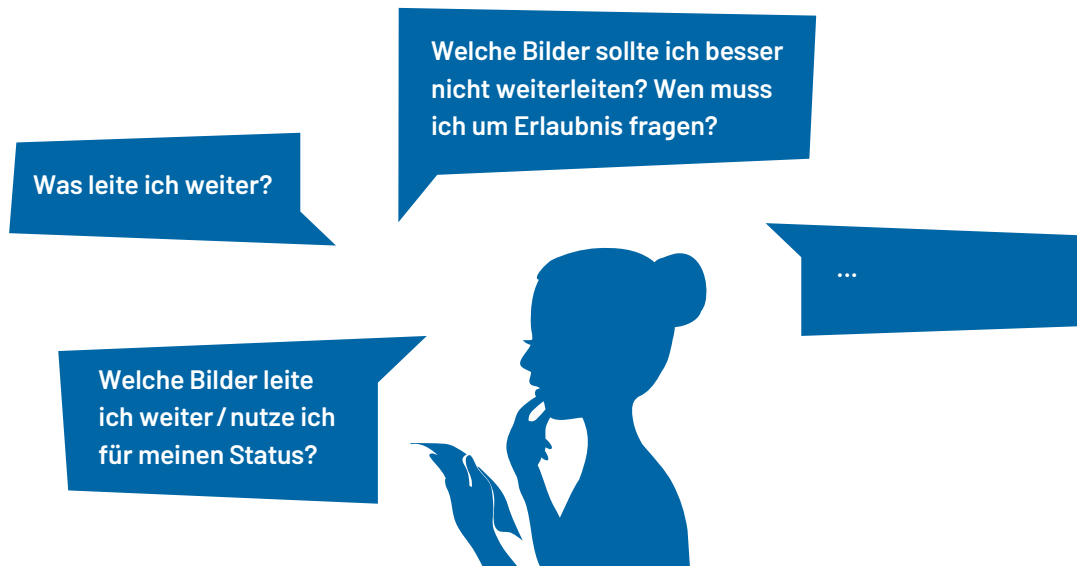 Welche Bilder sollte ich besser
nicht weiterleiten? Wen muss
ich um Erlaubnis fragen?
Was leite ich weiter?
...
Welche Bilder leite
ich weiter / nutze ich
für meinen Status?